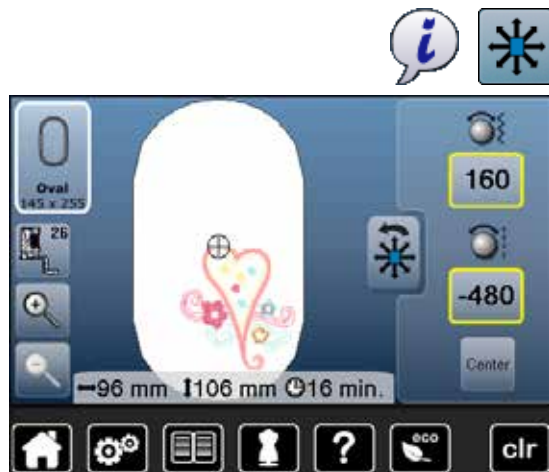 i
Oval
145 x 255
26
160
-480
Center
96 mm 106 mm 16 min.
?
eco
clr